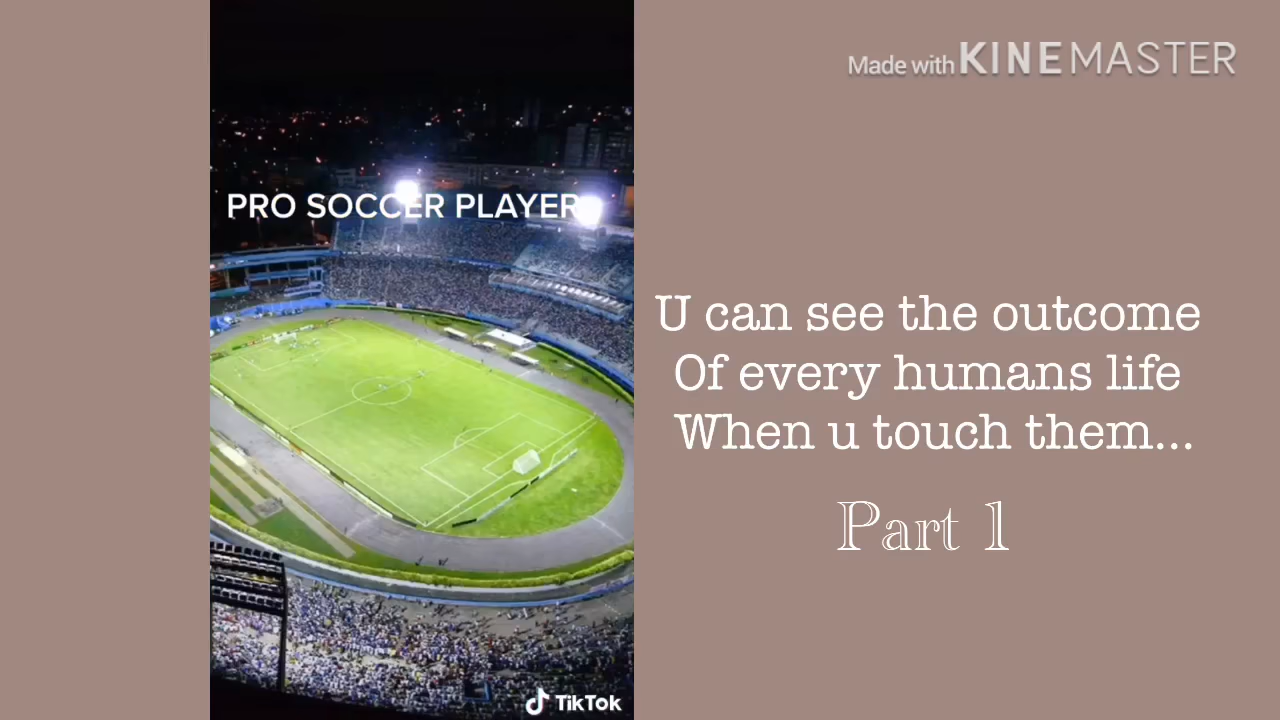 Made with KINEMASTER
PRO SOCCER PLAYER
U can see the outcome
Of every humans life
When u touch them...
Part 1
TikTok